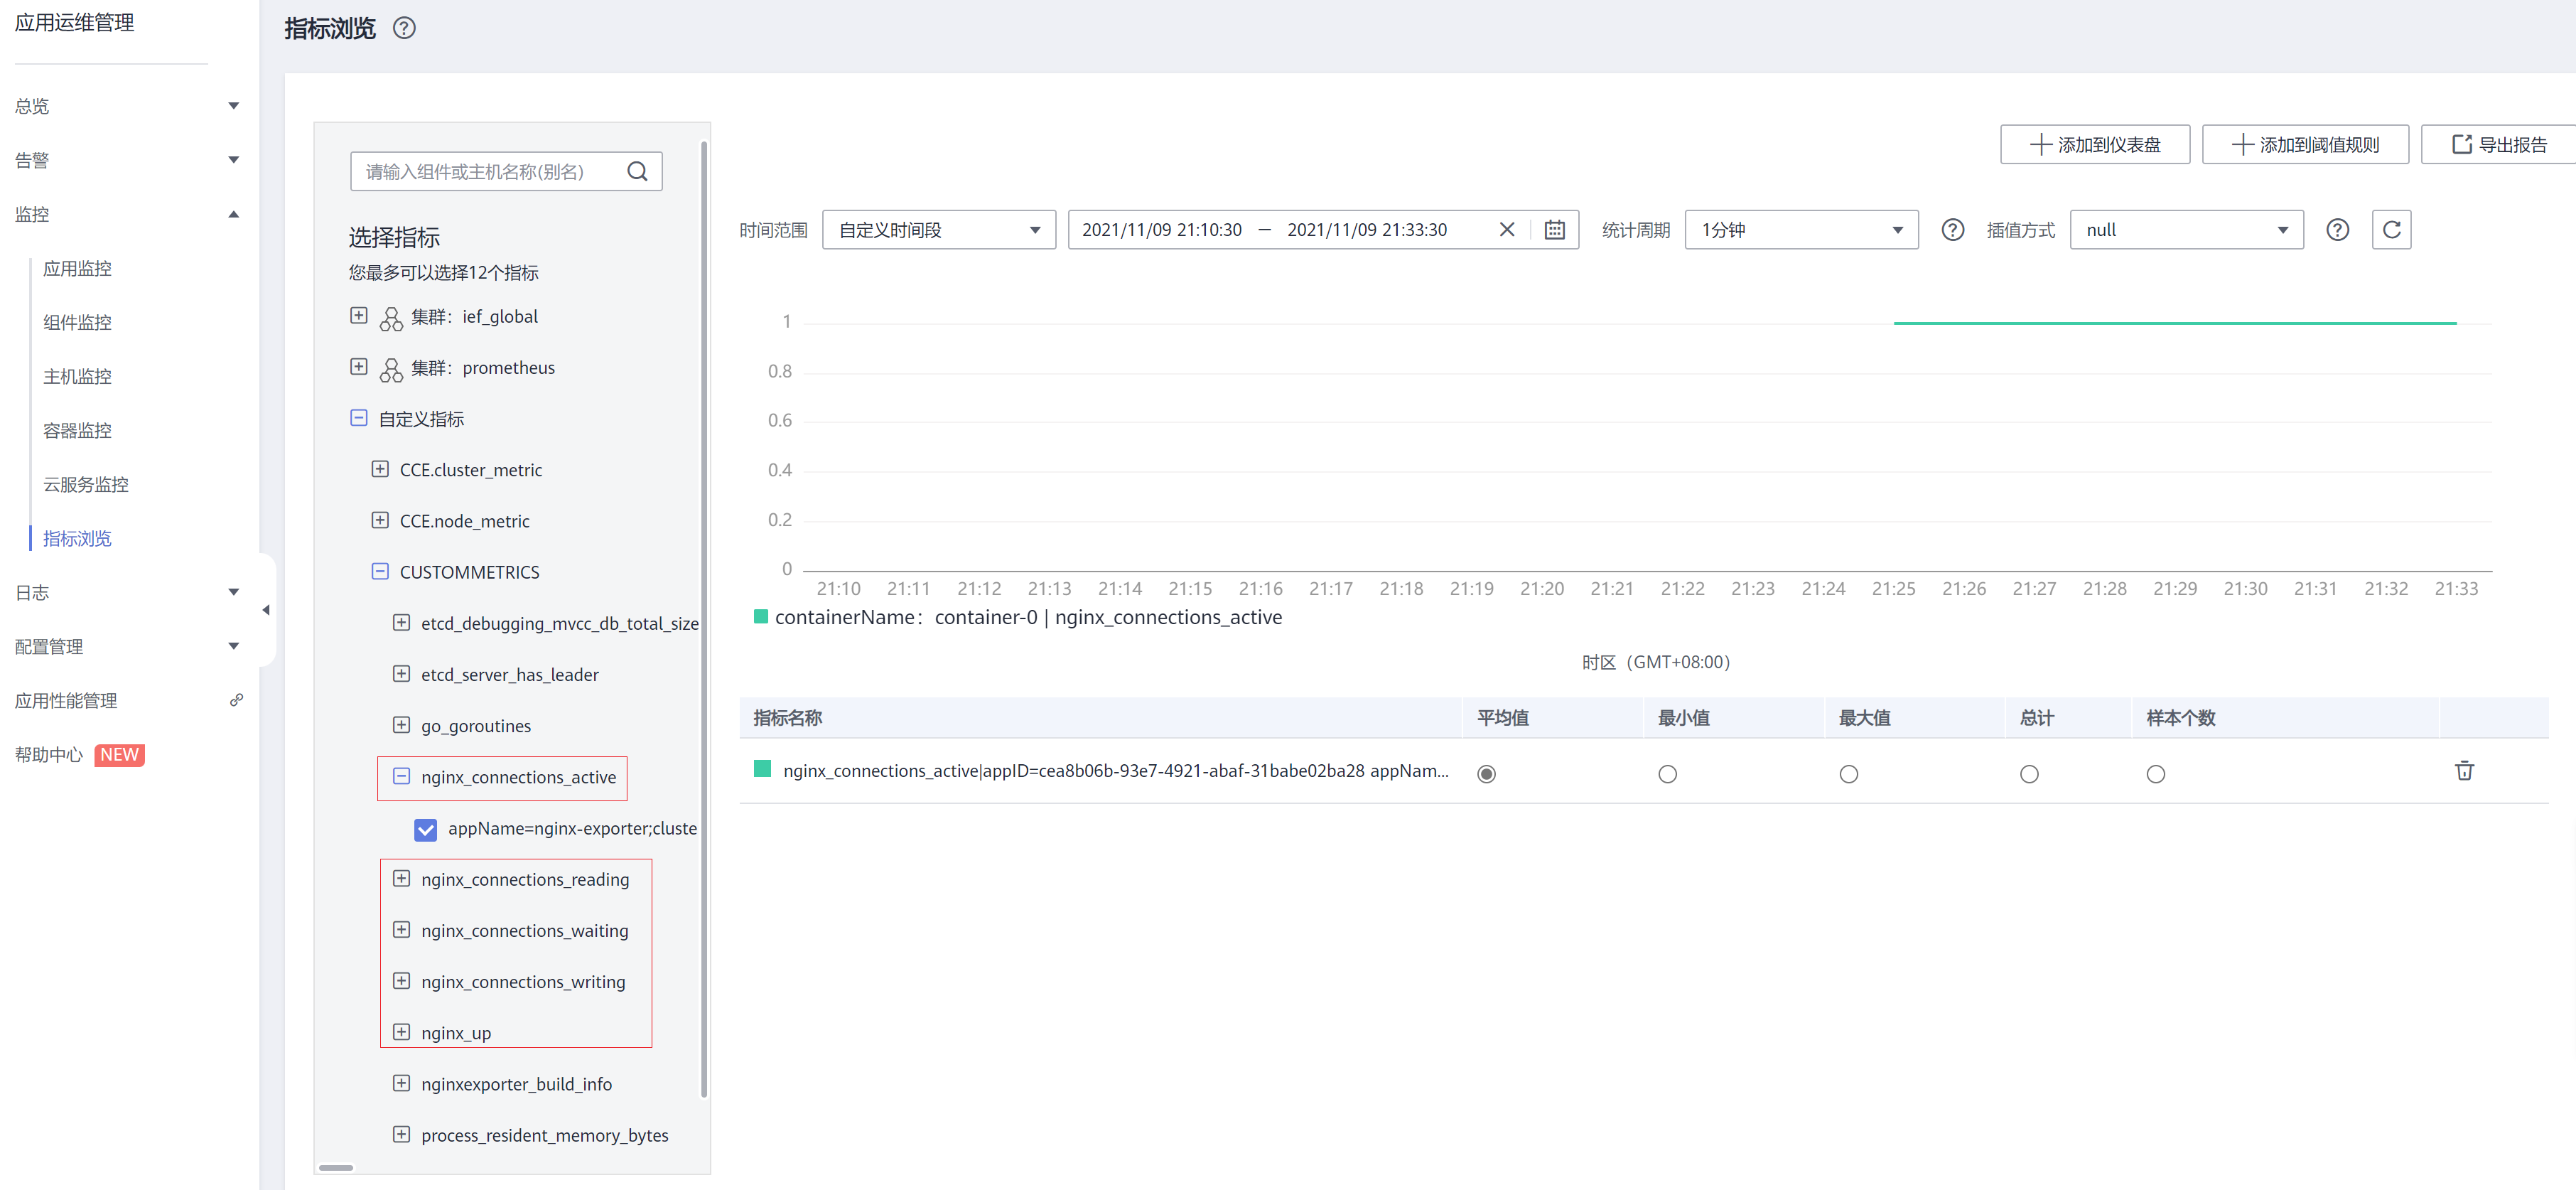 应用运维管理
总览
告警
监控
应用监控
组件监控
主机监控
容器监控
云服务监控
指标浏览
日志
配置管理
应用性能管理
帮助中心 NEW
指标浏览 ?
请输入组件或主机名称(别名)
选择指标
您最多可以选择12个指标
集群：ief_global
集群：prometheus
自定义指标
CCE.cluster_metric
CCE.node_metric
CUSTOMMETRICS
etcd_debugging_mvcc_db_total_size
etcd_server_has_leader
go_goroutines
nginx_connections_active
appName=nginx-exporter;cluste
nginx_connections_reading
nginx_connections_waiting
nginx_connections_writing
nginx_up
nginxexporter_build_info
process_resident_memory_bytes
添加到仪表盘 添加到阈值规则 导出报告
时间范围 自定义时间段 2021/11/09 21:10:30 — 2021/11/09 21:33:30 统计周期 1分钟 ? 插值方式 null ?
1
0.8
0.6
0.4
0.2
0
21:10 21:11 21:12 21:13 21:14 21:15 21:16 21:17 21:18 21:19 21:20 21:21 21:22 21:23 21:24 21:25 21:26 21:27 21:28 21:29 21:30 21:31 21:32 21:33
containerName：container-0 | nginx_connections_active
时区（GMT+08:00）
指标名称 平均值 最小值 最大值 总计 样本个数
nginx_connections_active|appID=cea8b06b-93e7-4921-abaf-31babe02ba28 appNam...